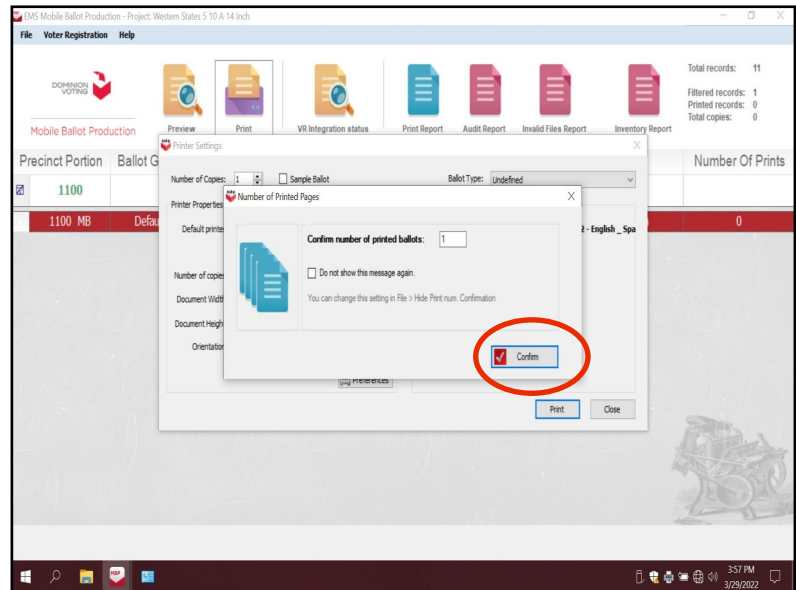 EMS Mobile Ballot Production - Project: Western States 5 10 A 14 Inch
File Voter Registration Help
DOMINION
VOTING
Mobile Ballot Production
Preview Print VR Integration status Print Report Audit Report Invalid Files Report Inventory Report
Total records: 11
Filtered records: 1
Printed records: 0
Total copies: 0
Precinct Portion Ballot G Number Of Prints
1100
1100 MB Defau 0
Printer Settings
Number of Copies: 1 Sample Ballot Ballot Type: Undefined
Printer Properties
Default printe 2 - English _ Spa
Number of copie
Document Widt
Document Heigh
Orientation
Preferences
Print Close
Number of Printed Pages
Confirm number of printed ballots: 1
Do not show this message again.
You can change this setting in File > Hide Print num. Confirmation
Confirm
MBP
3:57 PM
3/29/2022